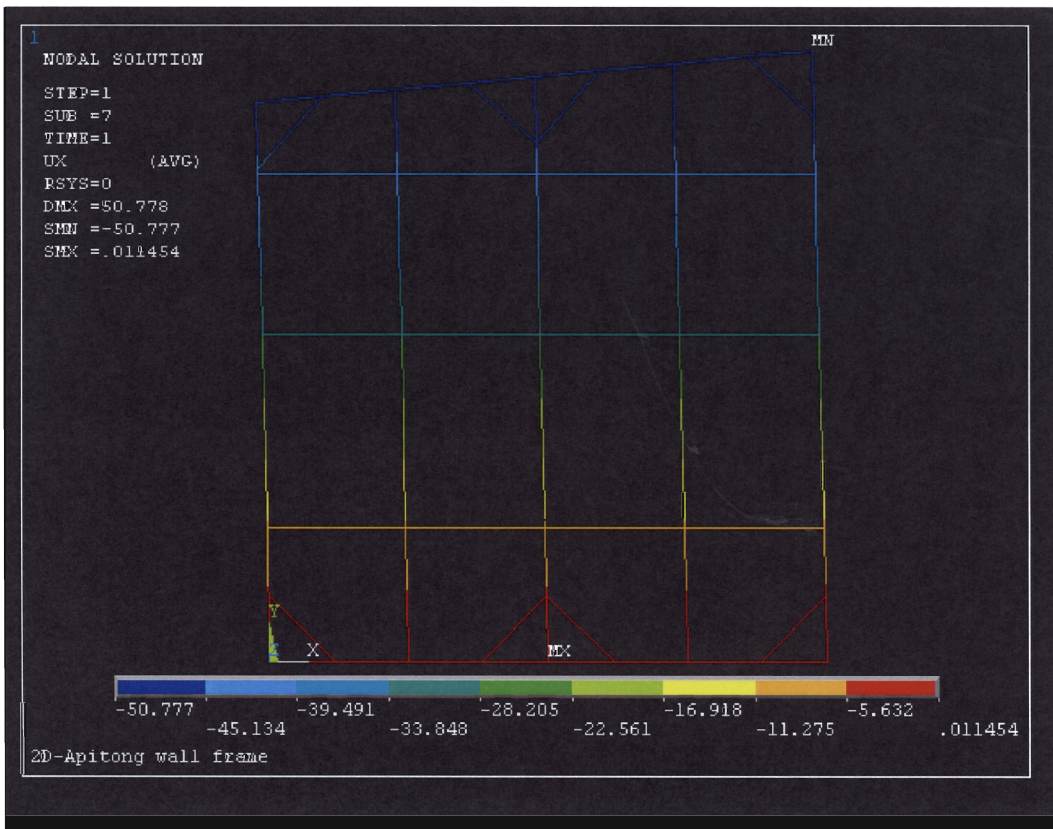 1
NODAL SOLUTION
STEP=1
SUB =7
TIME=1
UX (AVG)
RSYS=0
DMX =50.778
SMN =-50.777
SMX =.011454
MN
Y
Z X
MX
-50.777 -39.491 -28.205 -16.918 -5.632
-45.134 -33.848 -22.561 -11.275 .011454
2D-Apitong wall frame